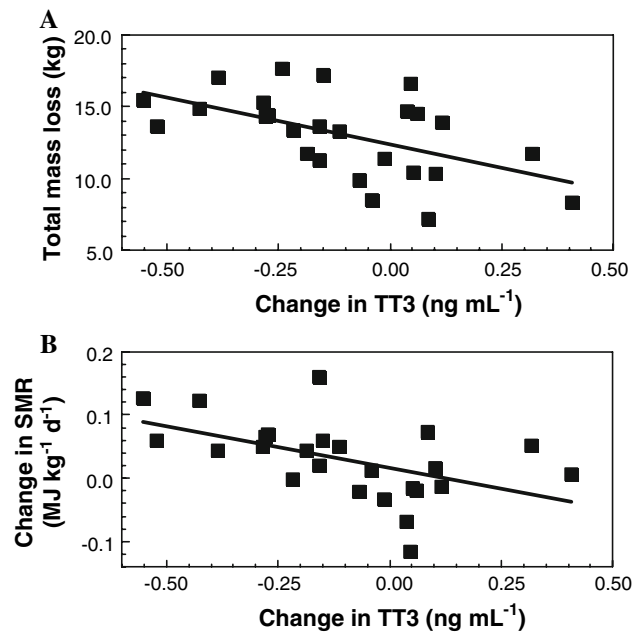 A
Total mass loss (kg)
20.0
15.0
10.0
5.0
-0.50 -0.25 0.00 0.25 0.50
Change in TT3 (ng mL⁻¹)
B
Change in SMR
(MJ kg⁻¹ d⁻¹)
0.2
0.1
0.0
-0.1
-0.50 -0.25 0.00 0.25 0.50
Change in TT3 (ng mL⁻¹)